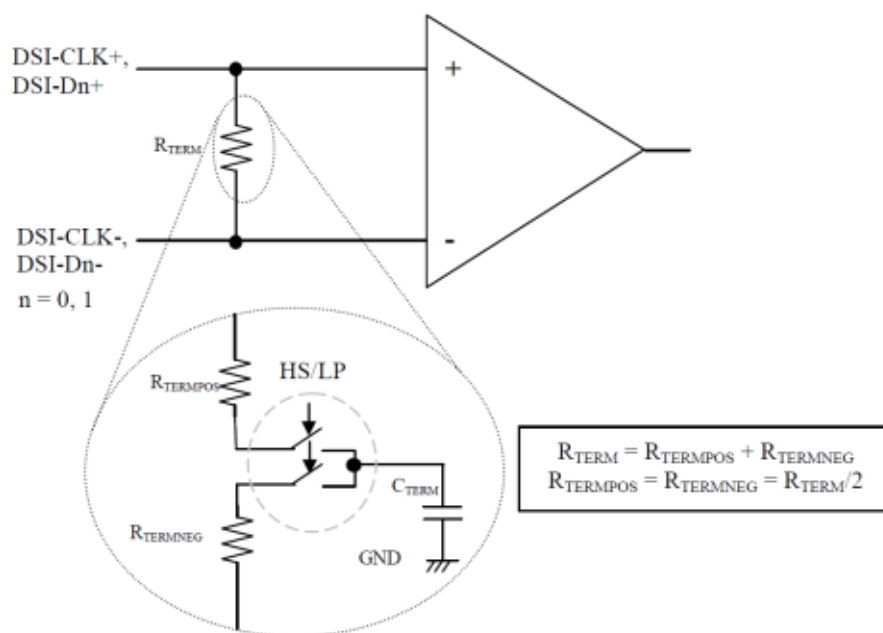 DSI-CLK+,
DSI-Dn+
+
RTERM
DSI-CLK-,
DSI-Dn-
n = 0, 1
-
RTERMPOS
HS/LP
CTERM
RTERMNEG
GND
RTERM = RTERMPOS + RTERMNEG
RTERMPOS = RTERMNEG = RTERM/2